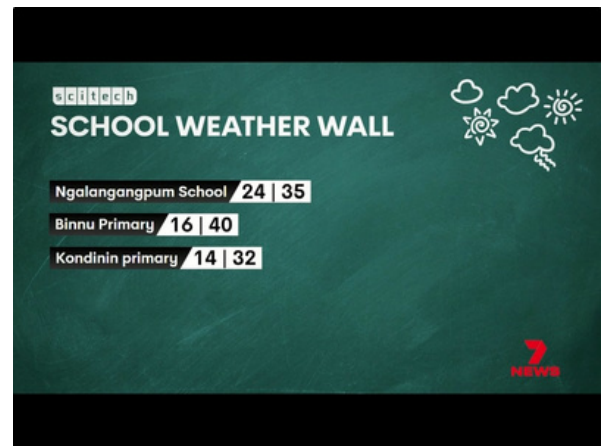 scitech
SCHOOL WEATHER WALL
Ngalangangpum School 24 | 35
Binnu Primary 16 | 40
Kondinin primary 14 | 32
7
NEWS